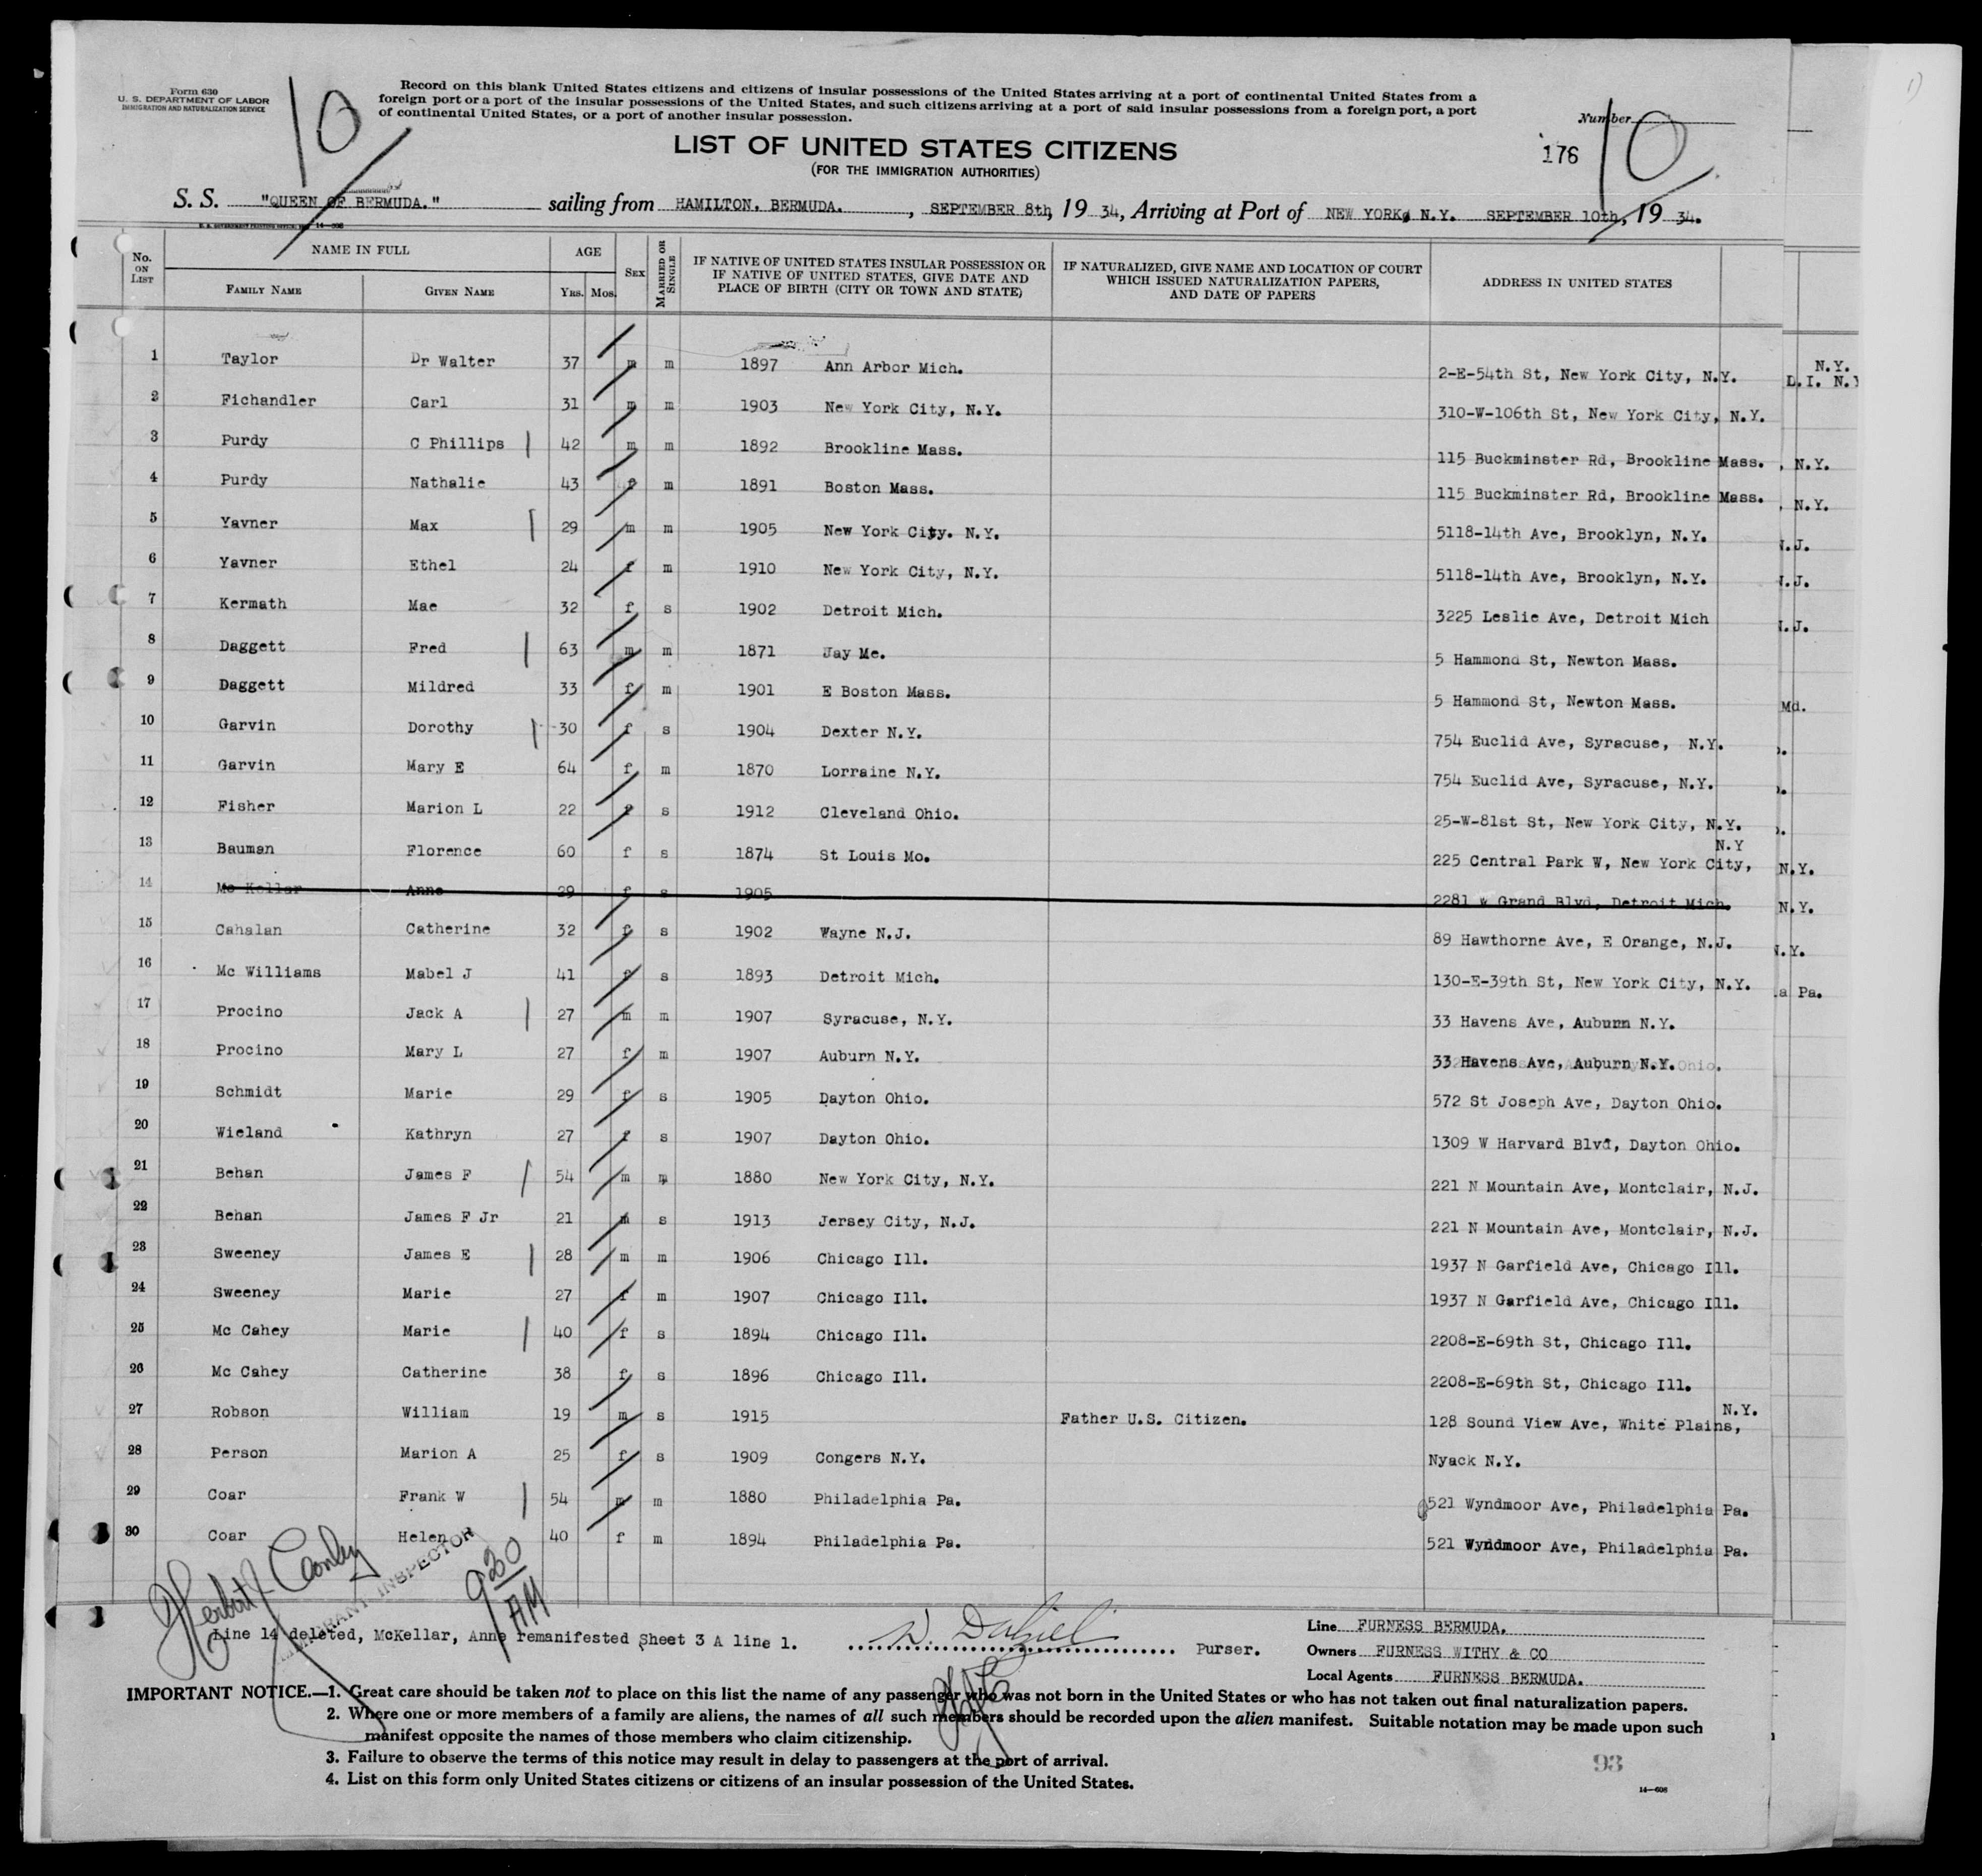 Form 630
U. S. DEPARTMENT OF LABOR
IMMIGRATION AND NATURALIZATION SERVICE
10
Record on this blank United States citizens and citizens of insular possessions of the United States arriving at a port of continental United States from a
foreign port or a port of the insular possessions of the United States, and such citizens arriving at a port of said insular possessions from a foreign port, a port
of continental United States, or a port of another insular possession.
Number
10
176
LIST OF UNITED STATES CITIZENS
(FOR THE IMMIGRATION AUTHORITIES)
S. S. "QUEEN OF BERMUDA." sailing from HAMILTON. BERMUDA. , SEPTEMBER 8th, 19 34, Arriving at Port of NEW YORK, N.Y. SEPTEMBER 10th, 19 34.
No. ON LIST NAME IN FULL AGE SEX MARRIED OR SINGLE IF NATIVE OF UNITED STATES INSULAR POSSESSION OR IF NATIVE OF UNITED STATES, GIVE DATE AND PLACE OF BIRTH (CITY OR TOWN AND STATE) IF NATURALIZED, GIVE NAME AND LOCATION OF COURT WHICH ISSUED NATURALIZATION PAPERS, AND DATE OF PAPERS ADDRESS IN UNITED STATES
FAMILY NAME GIVEN NAME YRS. MOS.
1 Taylor Dr Walter 37 m m 1897 Ann Arbor Mich. 2-E-54th St, New York City, N.Y.
2 Fichandler Carl 31 m m 1903 New York City, N.Y. 310-W-106th St, New York City, N.Y.
3 Purdy C Phillips 42 m m 1892 Brookline Mass. 115 Buckminster Rd, Brookline Mass.
4 Purdy Nathalie 43 f m 1891 Boston Mass. 115 Buckminster Rd, Brookline Mass.
5 Yavner Max 29 m m 1905 New York City. N.Y. 5118-14th Ave, Brooklyn, N.Y.
6 Yavner Ethel 24 f m 1910 New York City, N.Y. 5118-14th Ave, Brooklyn, N.Y.
7 Kermath Mae 32 f s 1902 Detroit Mich. 3225 Leslie Ave, Detroit Mich
8 Daggett Fred 63 m m 1871 Jay Me. 5 Hammond St, Newton Mass.
9 Daggett Mildred 33 f m 1901 E Boston Mass. 5 Hammond St, Newton Mass.
10 Garvin Dorothy 30 f s 1904 Dexter N.Y. 754 Euclid Ave, Syracuse, N.Y.
11 Garvin Mary E 64 f m 1870 Lorraine N.Y. 754 Euclid Ave, Syracuse, N.Y.
12 Fisher Marion L 22 f s 1912 Cleveland Ohio. 25-W-81st St, New York City, N.Y.
13 Bauman Florence 60 f s 1874 St Louis Mo. 225 Central Park W, New York City, N.Y
14 Mc Kellar Anne 29 f s 1905 2281 W Grand Blvd, Detroit Mich.
15 Cahalan Catherine 32 f s 1902 Wayne N.J. 89 Hawthorne Ave, E Orange, N.J.
16 Mc Williams Mabel J 41 f s 1893 Detroit Mich. 130-E-39th St, New York City, N.Y.
17 Procino Jack A 27 m m 1907 Syracuse, N.Y. 33 Havens Ave, Auburn N.Y.
18 Procino Mary L 27 f m 1907 Auburn N.Y. 33 Havens Ave, Auburn N.Y.
19 Schmidt Marie 29 f s 1905 Dayton Ohio. 572 St Joseph Ave, Dayton Ohio.
20 Wieland Kathryn 27 f s 1907 Dayton Ohio. 1309 W Harvard Blvd, Dayton Ohio.
21 Behan James F 54 m m 1880 New York City, N.Y. 221 N Mountain Ave, Montclair, N.J.
22 Behan James F Jr 21 m s 1913 Jersey City, N.J. 221 N Mountain Ave, Montclair, N.J.
23 Sweeney James E 28 m m 1906 Chicago Ill. 1937 N Garfield Ave, Chicago Ill.
24 Sweeney Marie 27 f m 1907 Chicago Ill. 1937 N Garfield Ave, Chicago Ill.
25 Mc Cahey Marie 40 f s 1894 Chicago Ill. 2208-E-69th St, Chicago Ill.
26 Mc Cahey Catherine 38 f s 1896 Chicago Ill. 2208-E-69th St, Chicago Ill.
27 Robson William 19 m s 1915 Father U.S. Citizen. 128 Sound View Ave, White Plains, N.Y.
28 Person Marion A 25 f s 1909 Congers N.Y. Nyack N.Y.
29 Coar Frank W 54 m m 1880 Philadelphia Pa. 521 Wyndmoor Ave, Philadelphia Pa.
30 Coar Helen 40 f m 1894 Philadelphia Pa. 521 Wyndmoor Ave, Philadelphia Pa.
INSPECTOR
9 30 AM
Line 14 deleted, McKellar, Anne remanifested Sheet 3 A line 1.
Purser.
Line FURNESS BERMUDA.
Owners FURNESS WITHY & CO
Local Agents FURNESS BERMUDA.
IMPORTANT NOTICE.—1. Great care should be taken not to place on this list the name of any passenger who was not born in the United States or who has not taken out final naturalization papers.
2. Where one or more members of a family are aliens, the names of all such members should be recorded upon the alien manifest. Suitable notation may be made upon such
manifest opposite the names of those members who claim citizenship.
3. Failure to observe the terms of this notice may result in delay to passengers at the port of arrival.
4. List on this form only United States citizens or citizens of an insular possession of the United States.
93
14—608